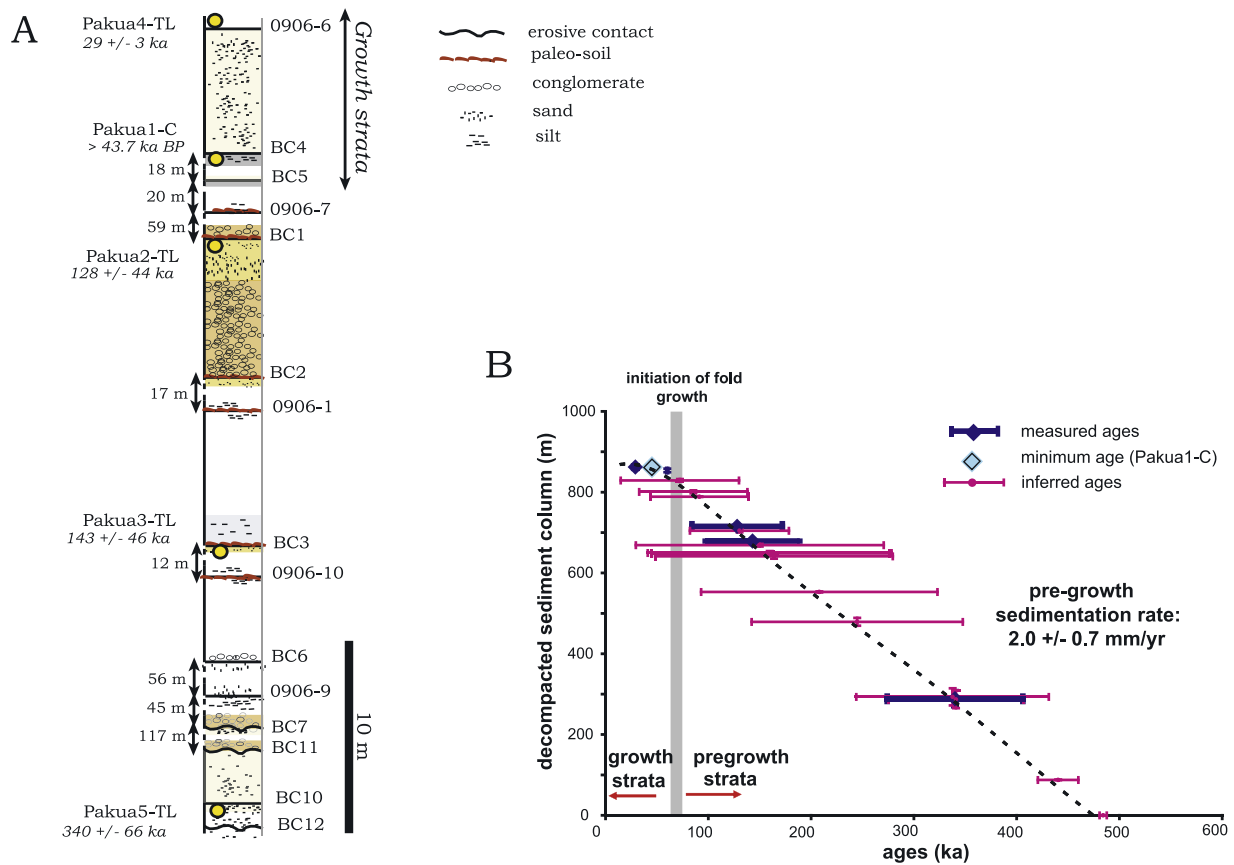 A
Pakua4-TL
29 +/- 3 ka
0906-6
Growth strata
erosive contact
paleo-soil
conglomerate
sand
silt
Pakua1-C
> 43.7 ka BP
BC4
18 m
BC5
20 m
0906-7
59 m
BC1
Pakua2-TL
128 +/- 44 ka
BC2
17 m
0906-1
Pakua3-TL
143 +/- 46 ka
BC3
12 m
0906-10
BC6
56 m
0906-9
45 m
BC7
117 m
BC11
10 m
BC10
Pakua5-TL
340 +/- 66 ka
BC12
B
initiation of fold
growth
decompacted sediment column (m)
1000
800
600
400
200
0
measured ages
minimum age (Pakua1-C)
inferred ages
pre-growth
sedimentation rate:
2.0 +/- 0.7 mm/yr
growth
strata
pregrowth
strata
0
100
200
300
400
500
600
ages (ka)